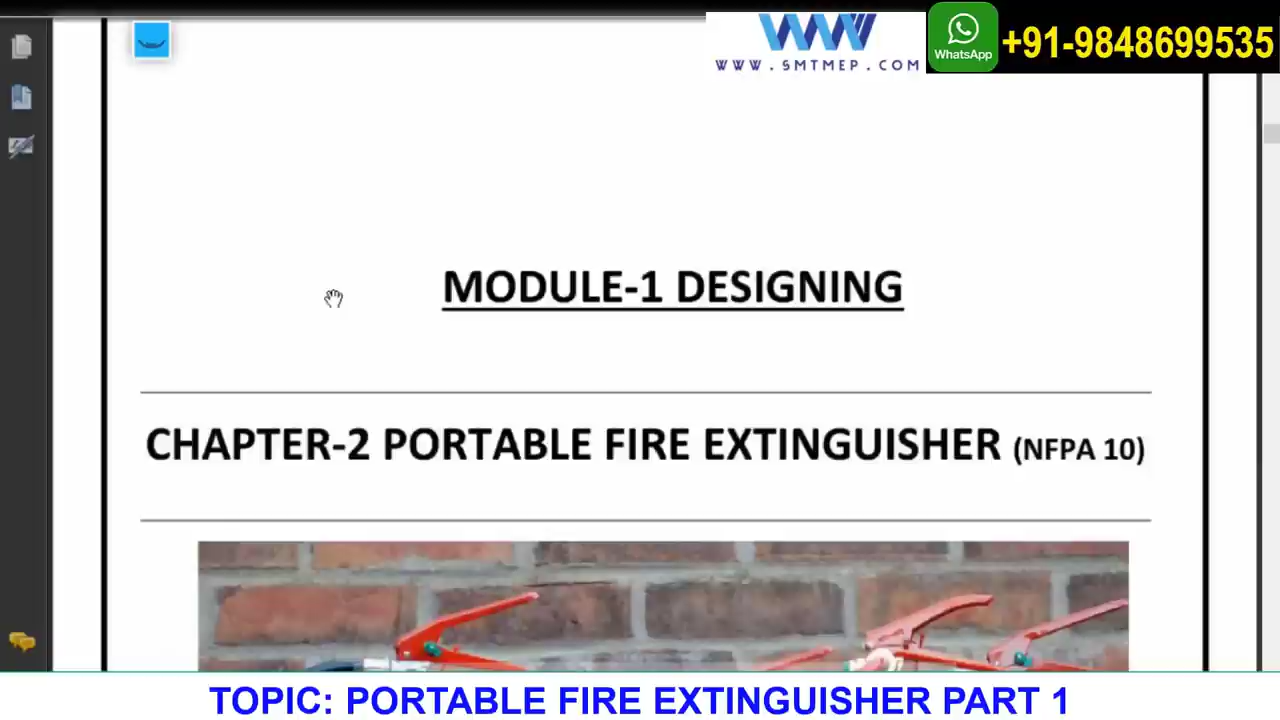 WWW.SMTMEP.COM
WhatsApp
+91-9848699535
MODULE-1 DESIGNING
CHAPTER-2 PORTABLE FIRE EXTINGUISHER (NFPA 10)
TOPIC: PORTABLE FIRE EXTINGUISHER PART 1